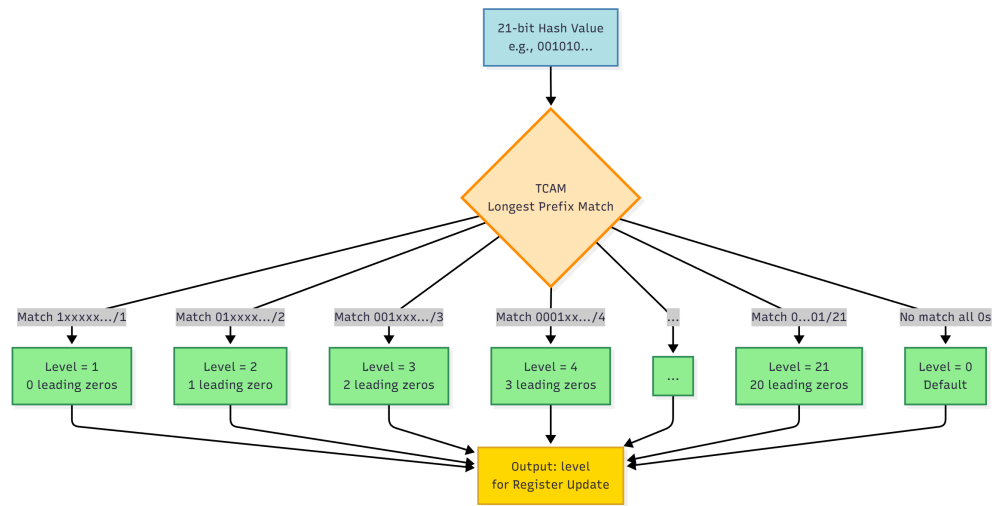 21-bit Hash Value
e.g., 001010...
TCAM
Longest Prefix Match
Match 1xxxxx.../1
Match 01xxxx.../2
Match 001xxx.../3
Match 0001xx.../4
...
Match 0...01/21
No match all 0s
Level = 1
0 leading zeros
Level = 2
1 leading zero
Level = 3
2 leading zeros
Level = 4
3 leading zeros
...
Level = 21
20 leading zeros
Level = 0
Default
Output: level
for Register Update